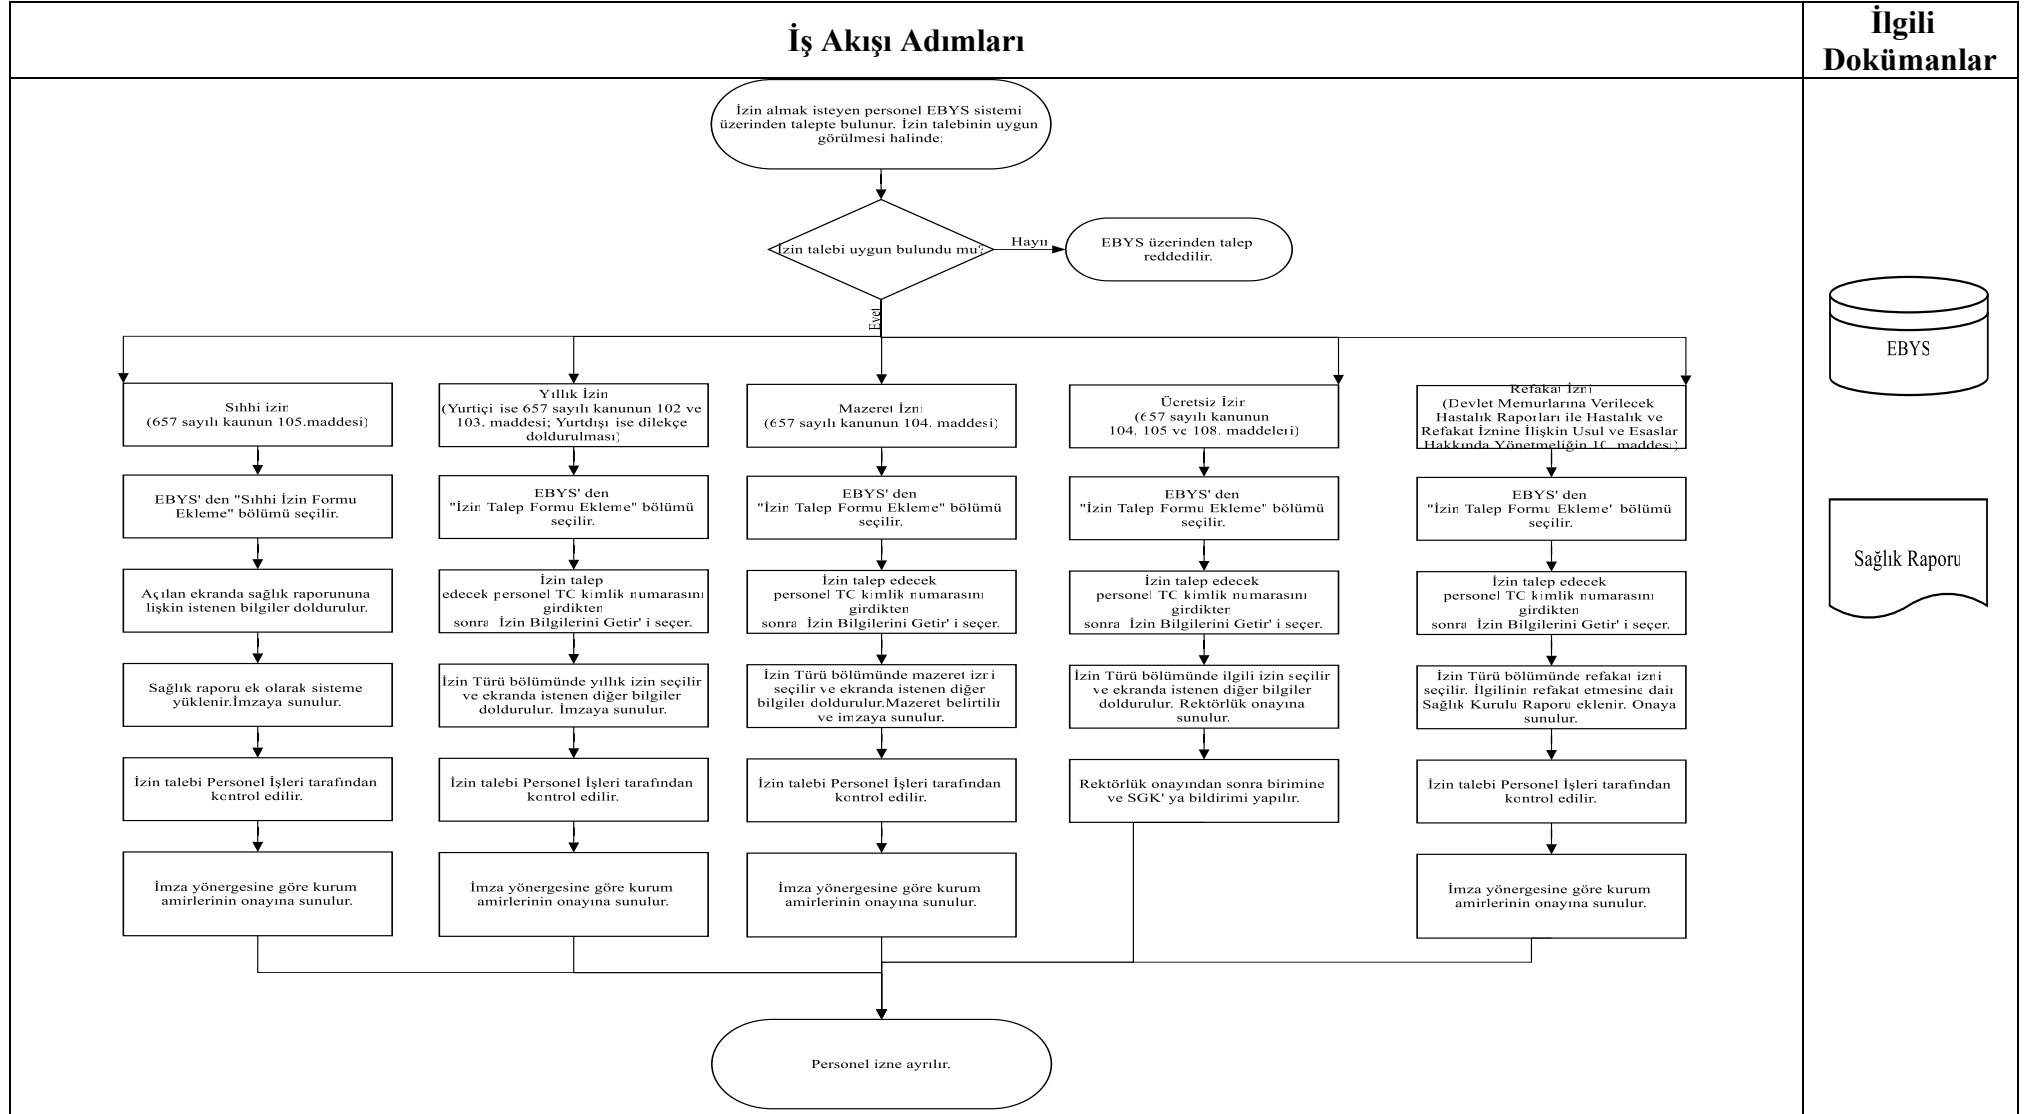 İş Akışı Adımları
İlgili
Dokümanlar
İzin almak isteyen personel EBYS sistemi
üzerinden talepte bulunur. İzin talebinin uygun
görülmesi halinde;
İzin talebi uygun bulundu mu?
Hayır
EBYS üzerinden talep
reddedilir.
Evet
Sıhhi izin
(657 sayılı kaunun 105.maddesi)
EBYS' den "Sıhhi İzin Formu
Ekleme" bölümü seçilir.
Açılan ekranda sağlık raporununa
lişkin istenen bilgiler doldurulur.
Sağlık raporu ek olarak sisteme
yüklenir.İmzaya sunulur.
İzin talebi Personel İşleri tarafından
kontrol edilir.
İmza yönergesine göre kurum
amirlerinin onayına sunulur.
Yıllık İzin
(Yurtiçi ise 657 sayılı kanunun 102 ve
103. maddesi; Yurtdışı ise dilekçe
doldurulması)
EBYS' den
"İzin Talep Formu Ekleme" bölümü
seçilir.
İzin talep
edecek personel TC kimlik numarasını
girdikten
sonra İzin Bilgilerini Getir' i seçer.
İzin Türü bölümünde yıllık izin seçilir
ve ekranda istenen diğer bilgiler
doldurulur. İmzaya sunulur.
İzin talebi Personel İşleri tarafından
kontrol edilir.
İmza yönergesine göre kurum
amirlerinin onayına sunulur.
Mazeret İzni
(657 sayılı kanunun 104. maddesi)
EBYS' den
"İzin Talep Formu Ekleme" bölümü
seçilir.
İzin talep edecek
personel TC kimlik numarasını
girdikten
sonra İzin Bilgilerini Getir' i seçer.
İzin Türü bölümünde mazeret izni
seçilir ve ekranda istenen diğer
bilgiler doldurulur.Mazeret belirtilir
ve imzaya sunulur.
İzin talebi Personel İşleri tarafından
kontrol edilir.
İmza yönergesine göre kurum
amirlerinin onayına sunulur.
Ücretsiz İzin
(657 sayılı kanunun
104, 105 ve 108. maddeleri)
EBYS' den
"İzin Talep Formu Ekleme" bölümü
seçilir.
İzin talep edecek
personel TC kimlik numarasını
girdikten
sonra İzin Bilgilerini Getir' i seçer.
İzin Türü bölümünde ilgili izin seçilir
ve ekranda istenen diğer bilgiler
doldurulur. Rektörlük onayına
sunulur.
Rektörlük onayından sonra birimine
ve SGK' ya bildirimi yapılır.
Refakat İzni
(Devlet Memurlarına Verilecek
Hastalık Raporları ile Hastalık ve
Refakat İznine İlişkin Usul ve Esaslar
Hakkında Yönetmeliğin 10. maddesi)
EBYS' den
"İzin Talep Formu Ekleme" bölümü
seçilir.
İzin talep edecek
personel TC kimlik numarasını
girdikten
sonra İzin Bilgilerini Getir' i seçer.
İzin Türü bölümünde refakat izni
seçilir. İlgilinin refakat etmesine dair
Sağlık Kurulu Raporu eklenir. Onaya
sunulur.
İzin talebi Personel İşleri tarafından
kontrol edilir.
İmza yönergesine göre kurum
amirlerinin onayına sunulur.
Personel izne ayrılır.
EBYS
Sağlık Raporu